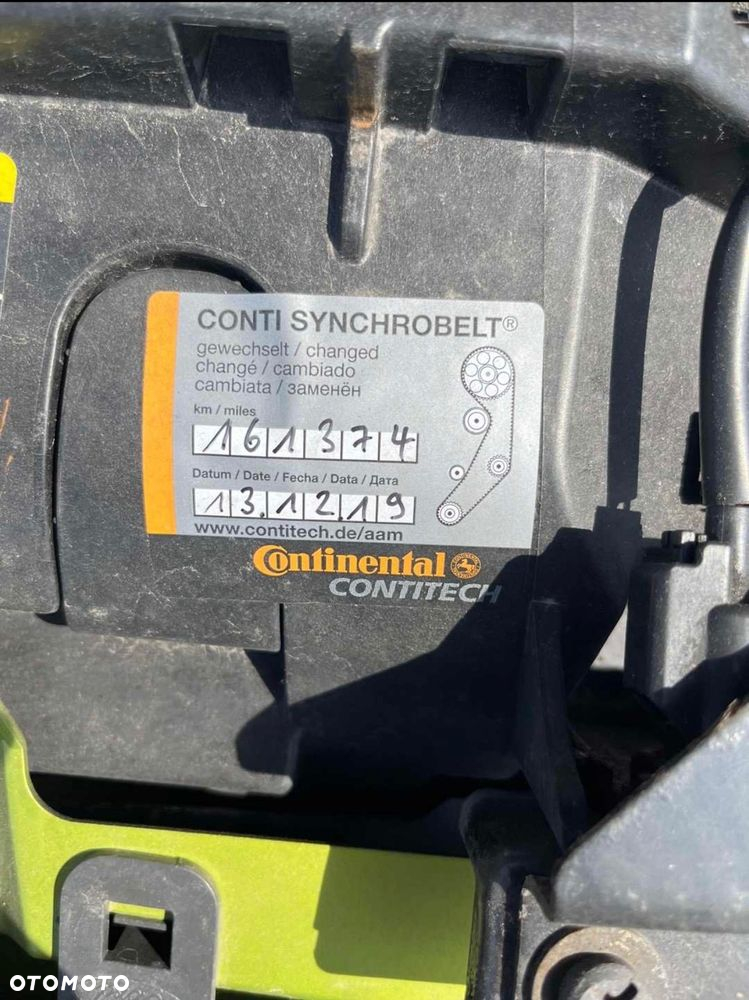 CONTI SYNCHROBELT®
gewechselt / changed
changé / cambiado
cambiata / заменён
km / miles
161374
Datum / Date / Fecha / Data / Дата
13.12.19
www.contitech.de/aam
Continental
CONTITECH
OTOMOTO